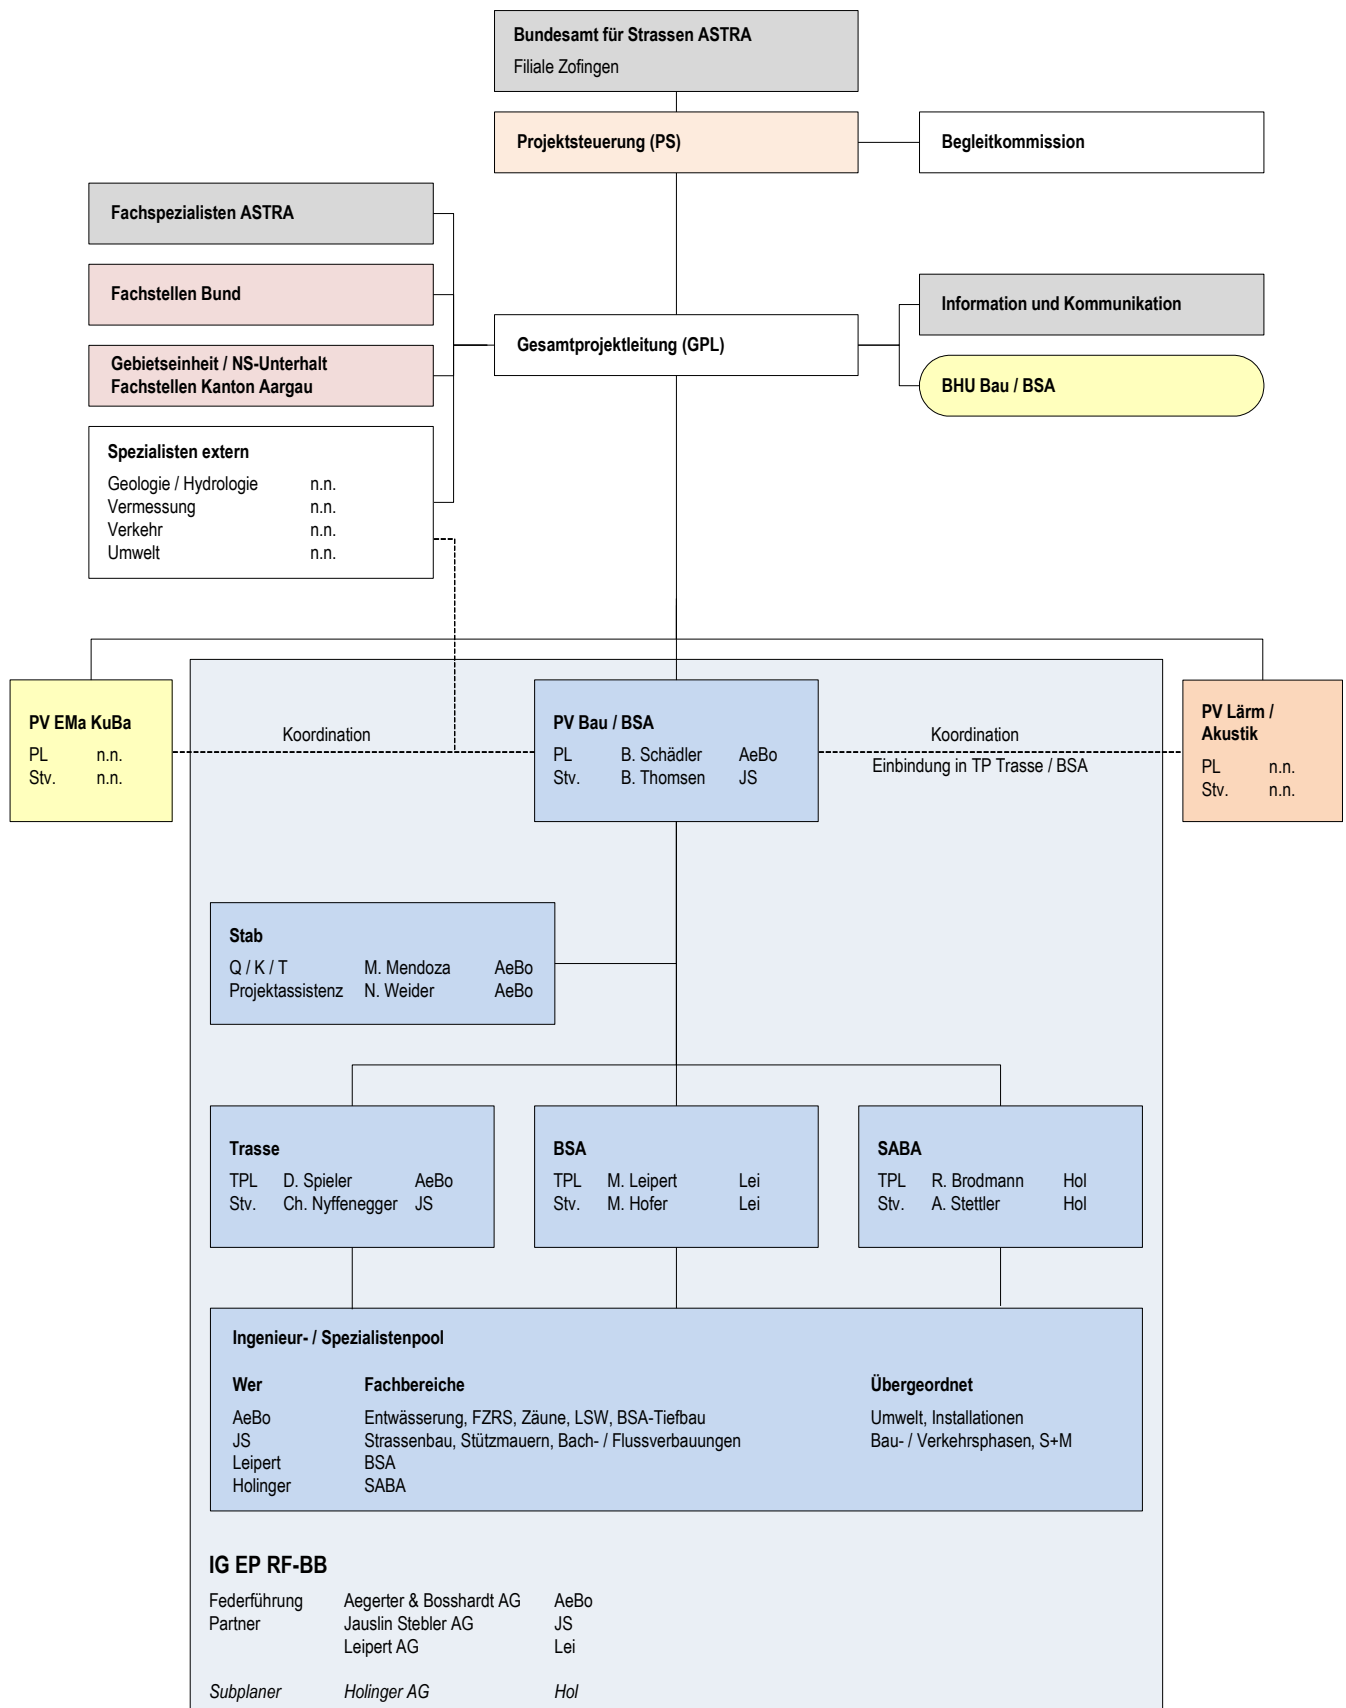 Bundesamt für Strassen ASTRA
Filiale Zofingen
Projektsteuerung (PS)
Begleitkommission
Fachspezialisten ASTRA
Fachstellen Bund
Gebietseinheit / NS-Unterhalt
Fachstellen Kanton Aargau
Spezialisten extern
Geologie / Hydrologie n.n.
Vermessung n.n.
Verkehr n.n.
Umwelt n.n.
Gesamtprojektleitung (GPL)
Information und Kommunikation
BHU Bau / BSA
PV EMa KuBa
PL n.n.
Stv. n.n.
Koordination
PV Bau / BSA
PL B. Schädler AeBo
Stv. B. Thomsen JS
Koordination
Einbindung in TP Trasse / BSA
PV Lärm /
Akustik
PL n.n.
Stv. n.n.
Stab
Q / K / T M. Mendoza AeBo
Projektassistenz N. Weider AeBo
Trasse
TPL D. Spieler AeBo
Stv. Ch. Nyffenegger JS
BSA
TPL M. Leipert Lei
Stv. M. Hofer Lei
SABA
TPL R. Brodmann Hol
Stv. A. Stettler Hol
Ingenieur- / Spezialistenpool
Wer Fachbereiche Übergeordnet
AeBo Entwässerung, FZRS, Zäune, LSW, BSA-Tiefbau Umwelt, Installationen
JS Strassenbau, Stützmauern, Bach- / Flussverbauungen Bau- / Verkehrsphasen, S+M
Leipert BSA
Holinger SABA
IG EP RF-BB
Federführung Aegerter & Bosshardt AG AeBo
Partner Jauslin Stebler AG JS
Leipert AG Lei
Subplaner Holinger AG Hol